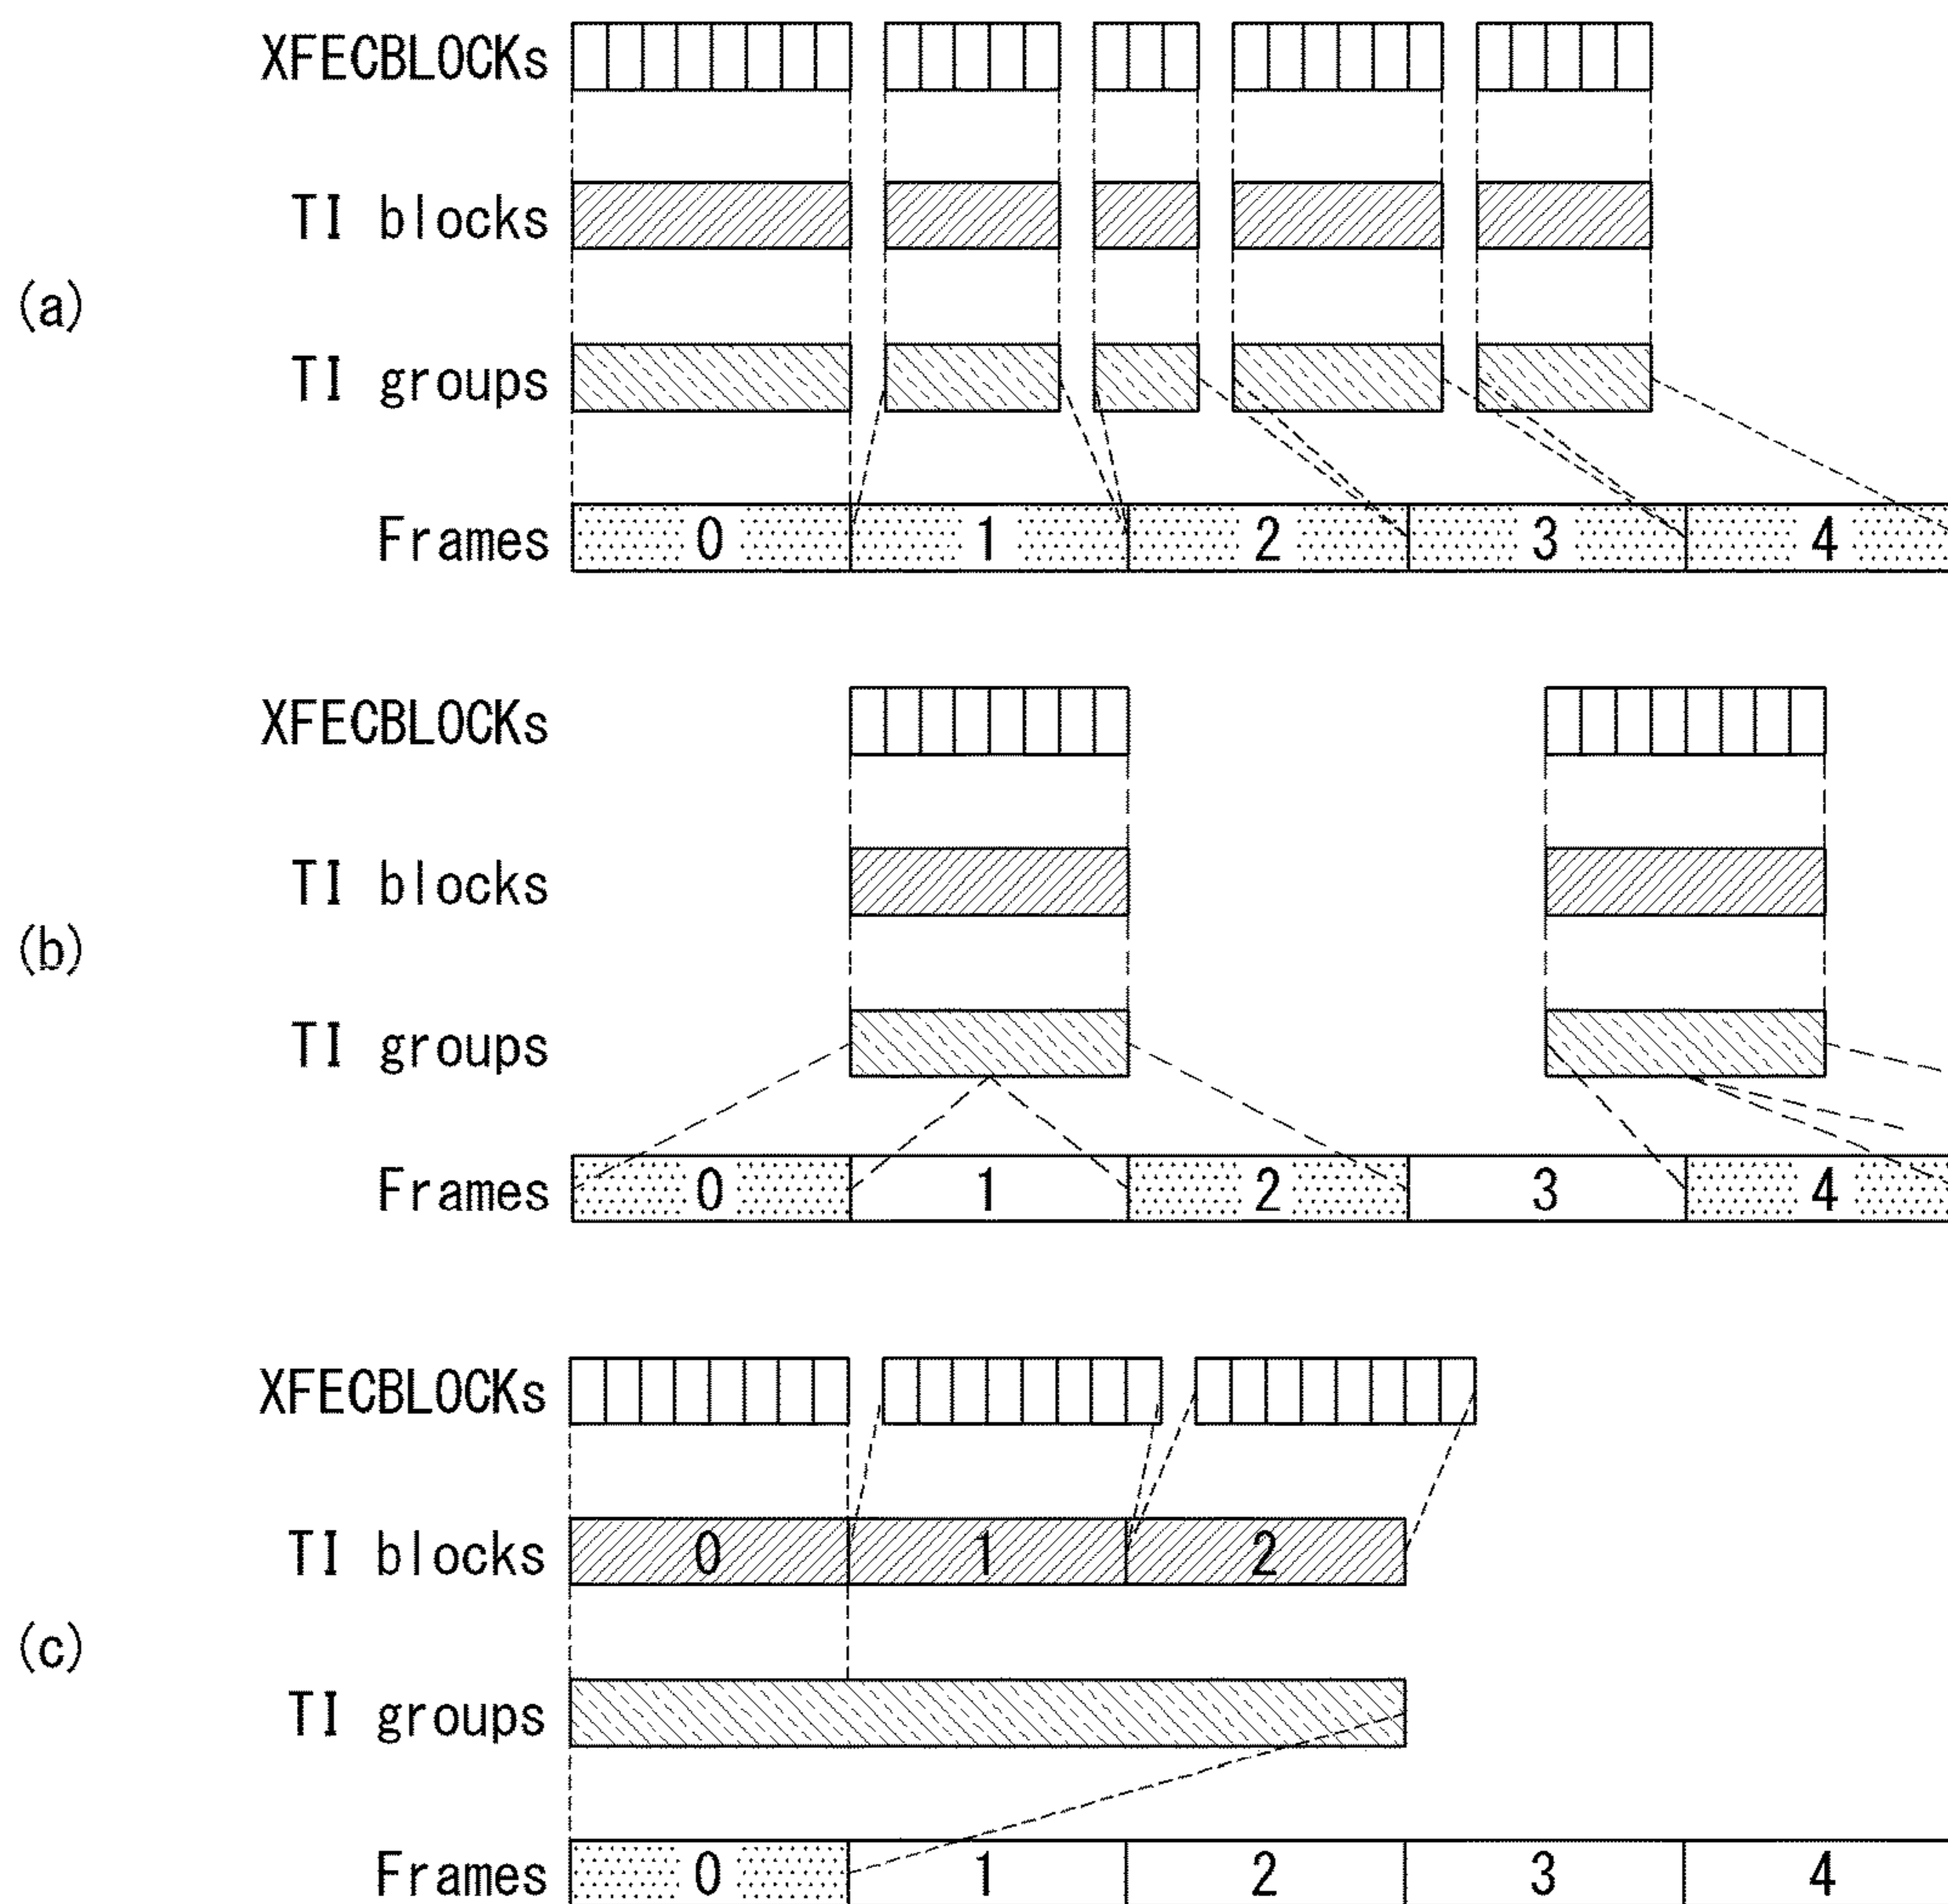 XFECBLOCKs
TI blocks
(a)
TI groups
Frames 0 1 2 3 4
XFECBLOCKs
TI blocks
(b)
TI groups
Frames 0 1 2 3 4
XFECBLOCKs
TI blocks 0 1 2
(c)
TI groups
Frames 0 1 2 3 4